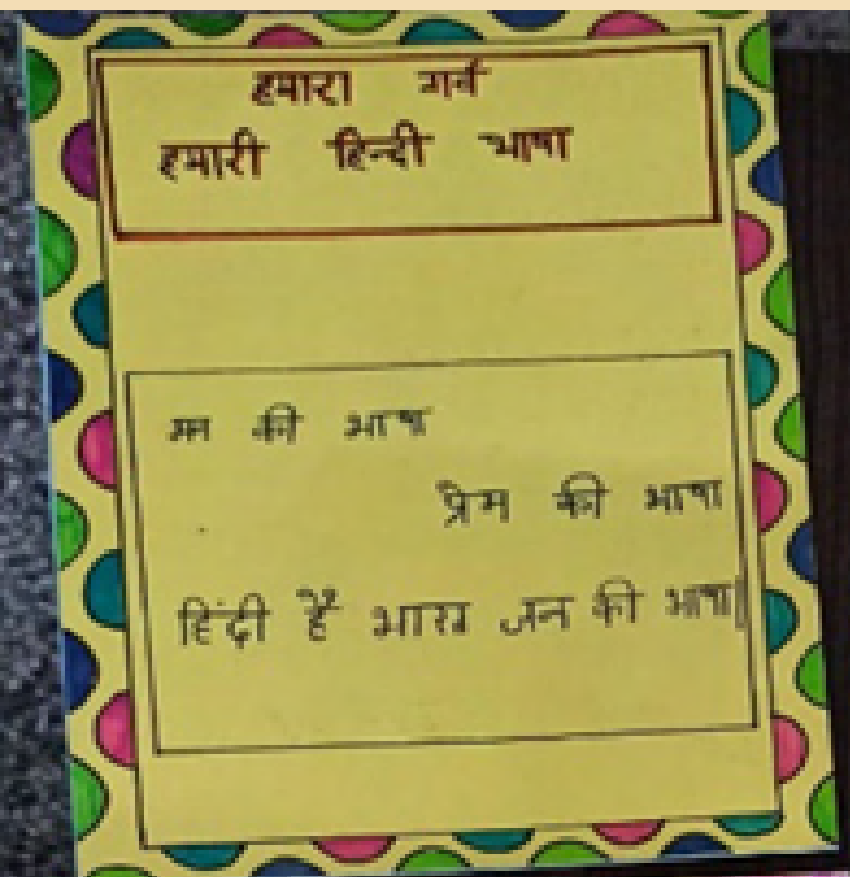 हमारा गर्व
हमारी हिन्दी भाषा
मन की भाषा
प्रेम की भाषा
हिंदी है भारत जन की भाषा|